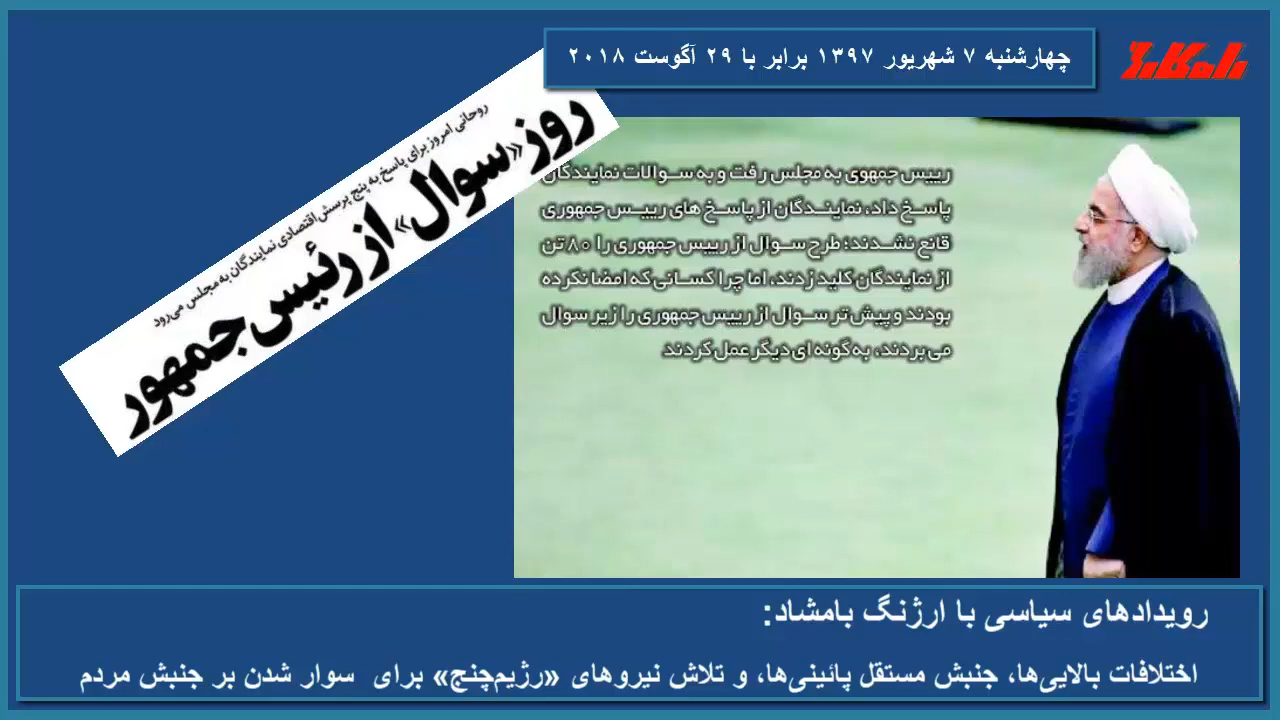 چهارشنبه ۷ شهریور ۱۳۹۷ برابر با ۲۹ آگوست ۲۰۱۸
راه‌کارگر
روحانی امروز برای پاسخ به پنج پرسش اقتصادی نمایندگان به مجلس می‌رود
روز «سوال» از رئیس جمهور
رییس جمهوی به مجلس رفت و به سوالات نمایندگان
پاسخ داد، نمایندگان از پاسخ های رییس جمهوری
قانع نشدند؛ طرح سوال از رییس جمهوری را ۸۰ تن
از نمایندگان کلید زدند، اما چرا کسانی که امضا نکرده
بودند و پیش تر سوال از رییس جمهوری را زیر سوال
می بردند، به گونه ای دیگر عمل کردند
رویدادهای سیاسی با ارژنگ بامشاد:
اختلافات بالایی‌ها، جنبش مستقل پائینی‌ها، و تلاش نیروهای «رژیم‌چنج» برای سوار شدن بر جنبش مردم